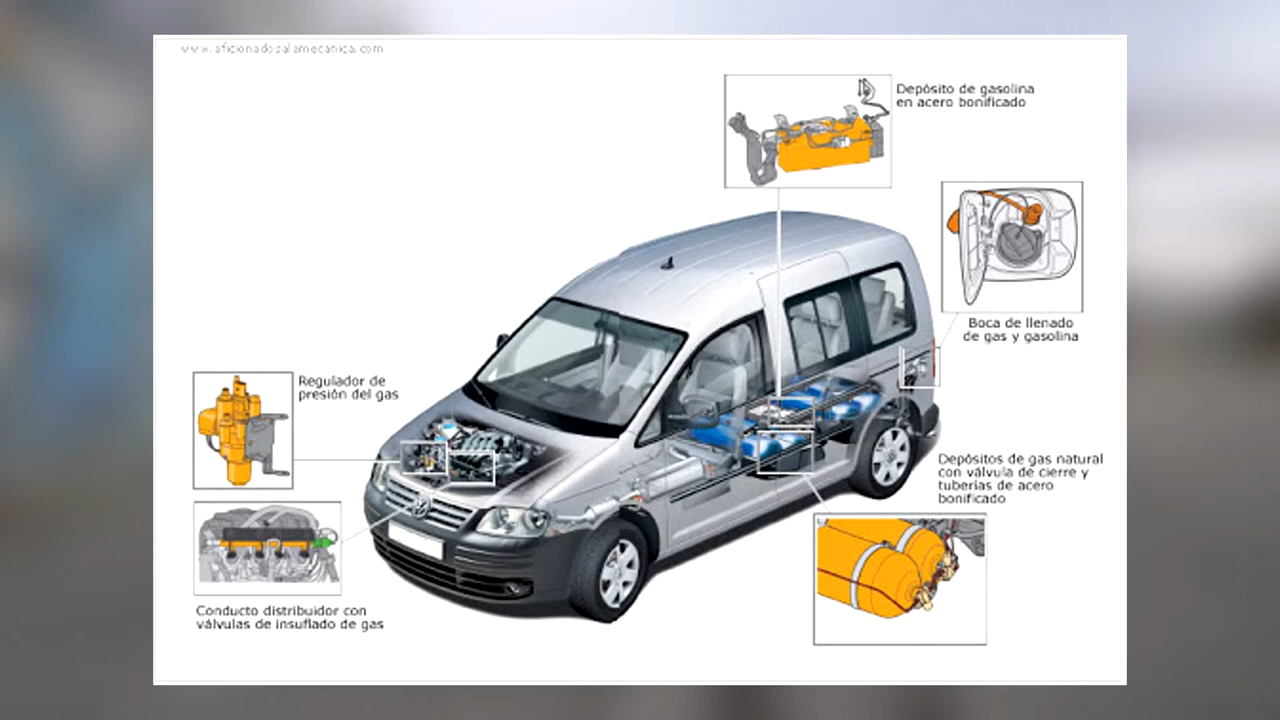 www.aficionadosalamecanica.com
Depósito de gasolina
en acero bonificado
Boca de llenado
de gas y gasolina
Regulador de
presión del gas
Depósitos de gas natural
con válvula de cierre y
tuberías de acero
bonificado
Conducto distribuidor con
válvulas de insuflado de gas